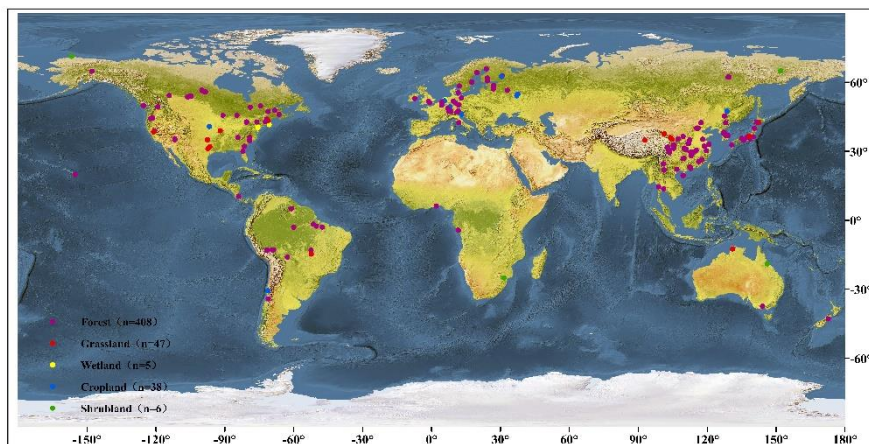 60°
30°
0°
-30°
-60°
Forest（n=408）
Grassland（n=47）
Wetland（n=5）
Cropland（n=38）
Shrubland（n=6）
-150° -120° -90° -60° -30° 0° 30° 60° 90° 120° 150° 180°